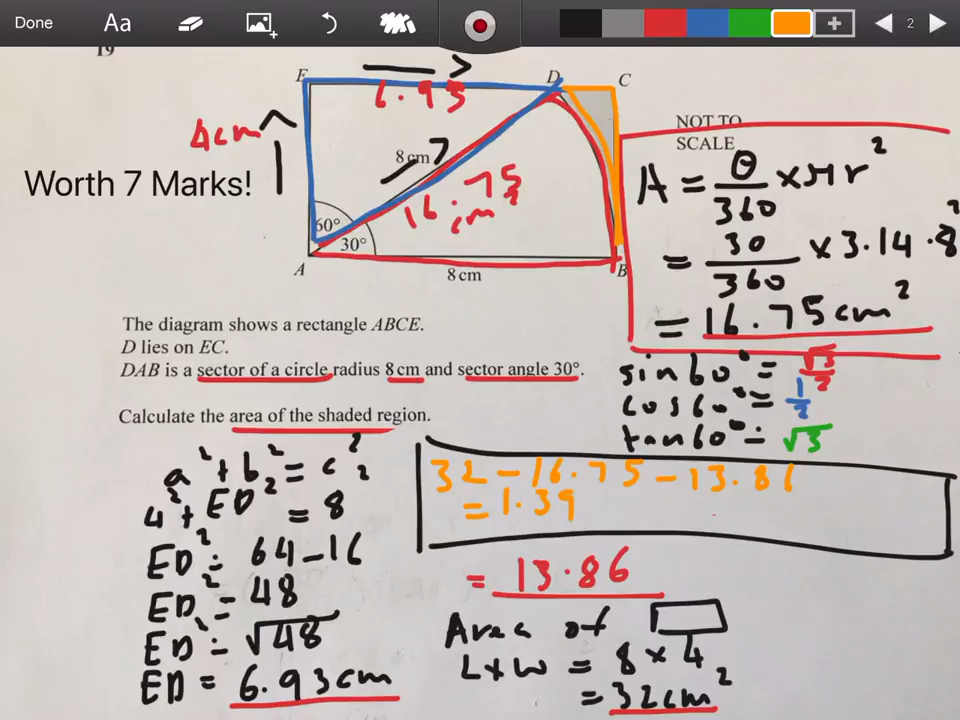 Done Aa 2
19
E D C
6.93
4cm
NOT TO
SCALE
8 cm
Worth 7 Marks!
16.75
cm²
60°
30°
A B
8 cm
A = θ/360 × πr²
= 30/360 × 3.14 . 8²
= 16.75cm²
The diagram shows a rectangle ABCE.
D lies on EC.
DAB is a sector of a circle radius 8 cm and sector angle 30°.
Calculate the area of the shaded region.
sin60° = √3/2
cos60° = 1/2
tan60° = √3
a² + b² = c²
4² + ED² = 8²
ED² = 64 - 16
ED² = 48
ED² = √48
ED = 6.93cm
32 - 16.75 - 13.86
= 1.39
= 13.86
Area of
L×W = 8 × 4
= 32cm²